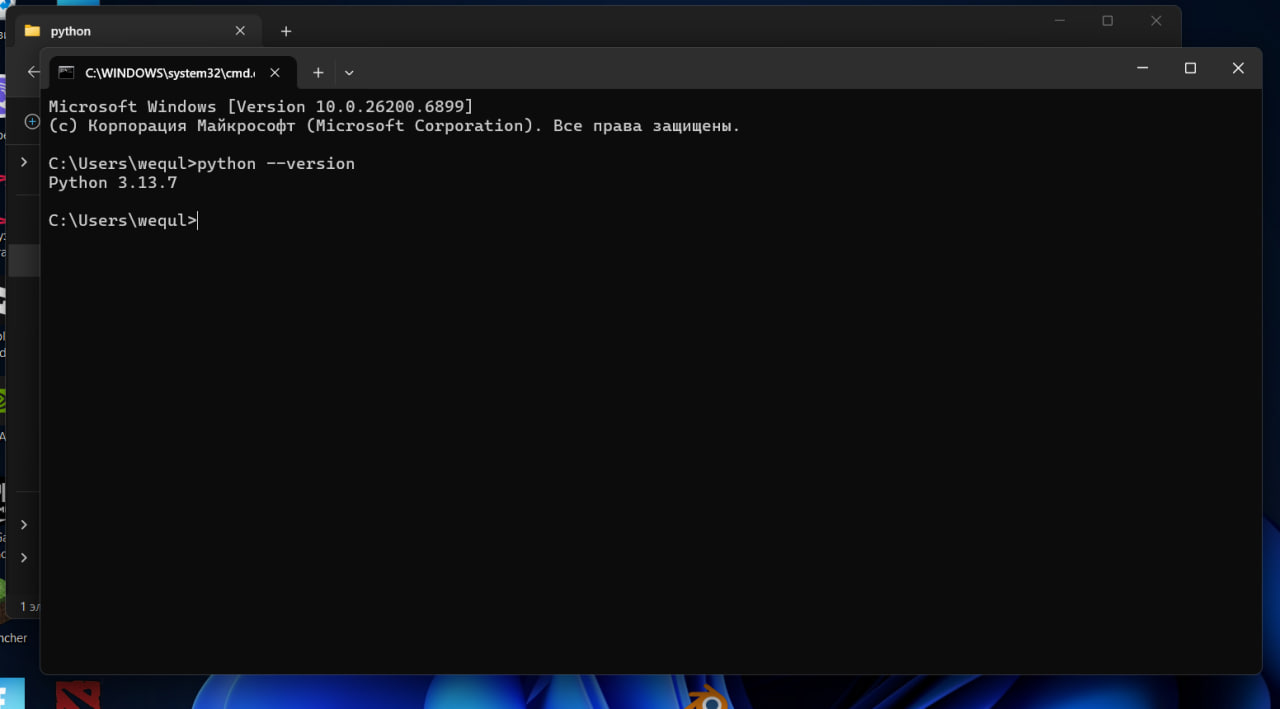 python
C:\WINDOWS\system32\cmd.
Microsoft Windows [Version 10.0.26200.6899]
(c) Корпорация Майкрософт (Microsoft Corporation). Все права защищены.
C:\Users\wequl>python --version
Python 3.13.7
C:\Users\wequl>
1 эл
ncher